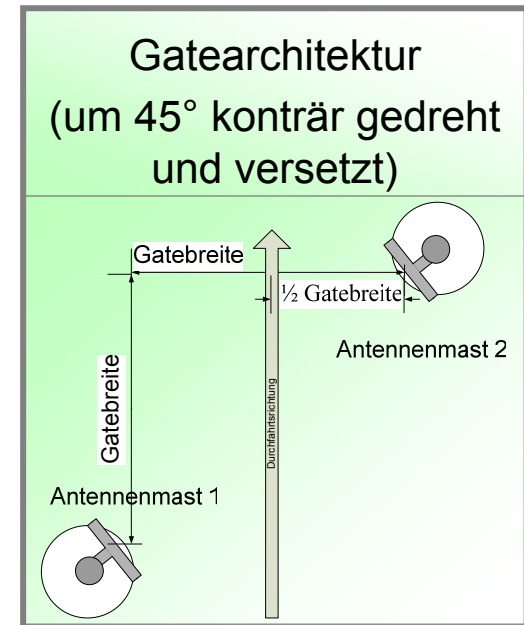 Gatearchitektur
(um 45° konträr gedreht
und versetzt)
Gatebreite
½ Gatebreite
Antennenmast 2
Gatebreite
Durchfahrtsrichtung
Antennenmast 1